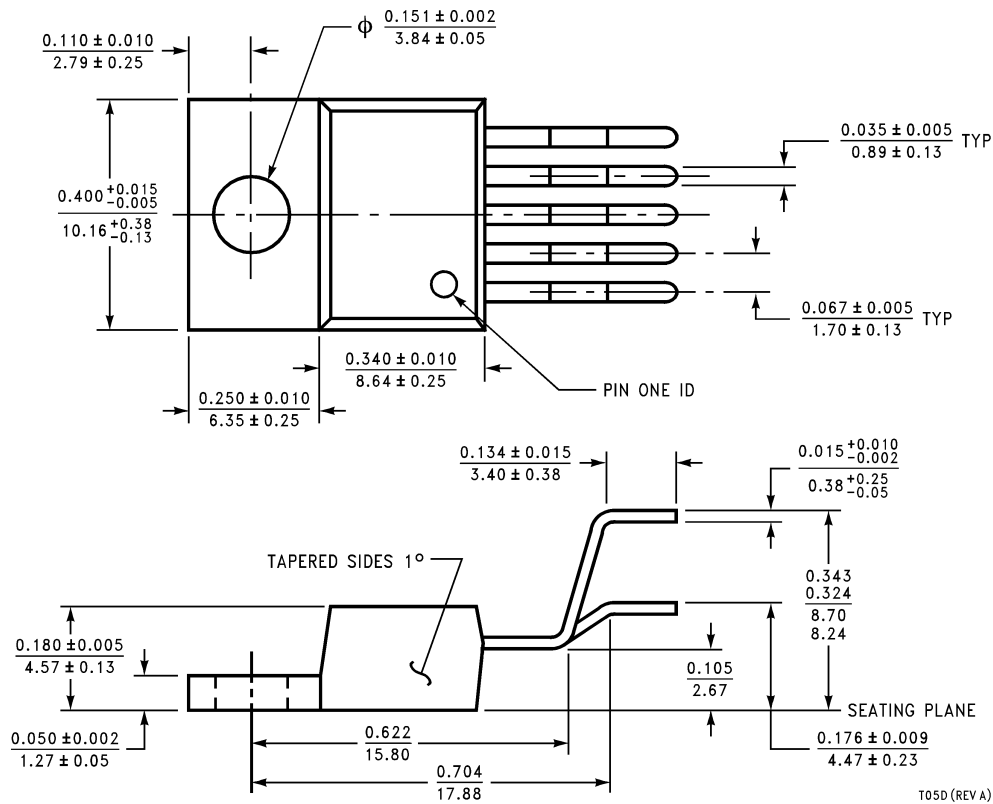 ϕ 0.151 ± 0.002
3.84 ± 0.05
0.110 ± 0.010
2.79 ± 0.25
0.035 ± 0.005 TYP
0.89 ± 0.13
0.400 +0.015 -0.005
10.16 +0.38 -0.13
0.067 ± 0.005 TYP
1.70 ± 0.13
0.340 ± 0.010
8.64 ± 0.25
PIN ONE ID
0.250 ± 0.010
6.35 ± 0.25
0.134 ± 0.015
3.40 ± 0.38
0.015 +0.010 -0.002
0.38 +0.25 -0.05
TAPERED SIDES 1°
0.343
0.324
8.70
8.24
0.180 ±0.005
4.57 ± 0.13
0.105
2.67
SEATING PLANE
0.050 ±0.002
1.27 ± 0.05
0.622
15.80
0.176 ±0.009
4.47 ± 0.23
0.704
17.88
T05D (REV A)